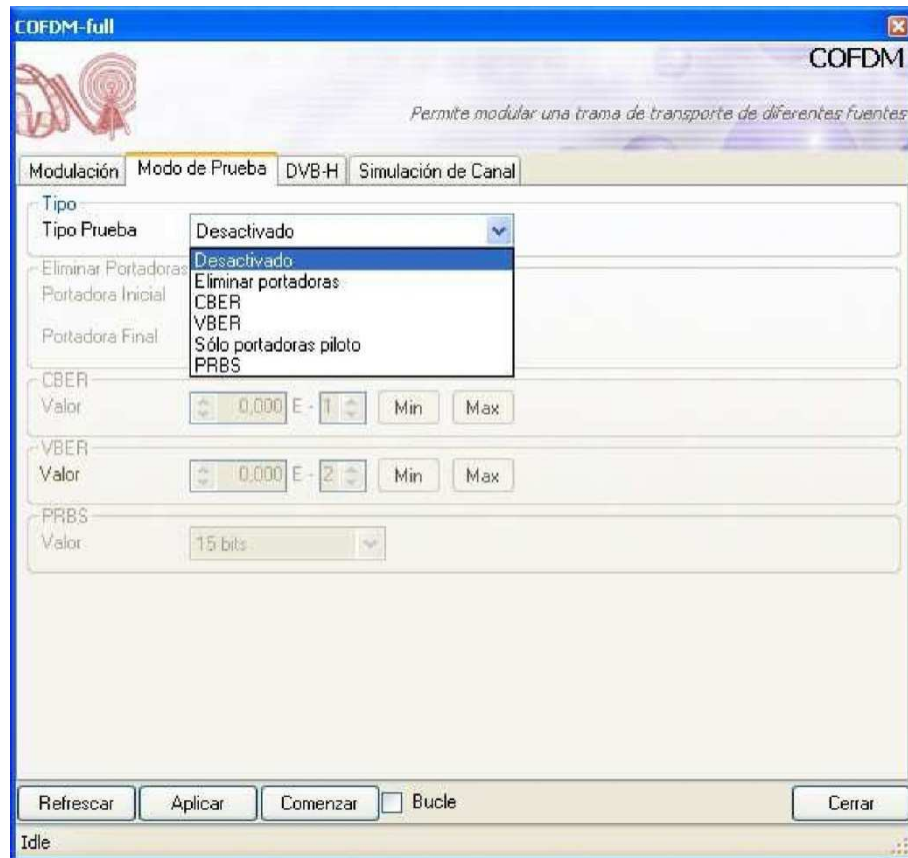 COFDM-full
COFDM
Permite modular una trama de transporte de diferentes fuentes
Modulación Modo de Prueba DVB-H Simulación de Canal
Tipo
Tipo Prueba Desactivado
Desactivado
Eliminar portadoras
CBER
VBER
Sólo portadoras piloto
PRBS
Eliminar Portadoras
Portadora Inicial
Portadora Final
CBER
Valor 0,000 E - 1 Min Max
VBER
Valor 0,000 E - 2 Min Max
PRBS
Valor 15 bits
Refrescar Aplicar Comenzar Bucle Cerrar
Idle